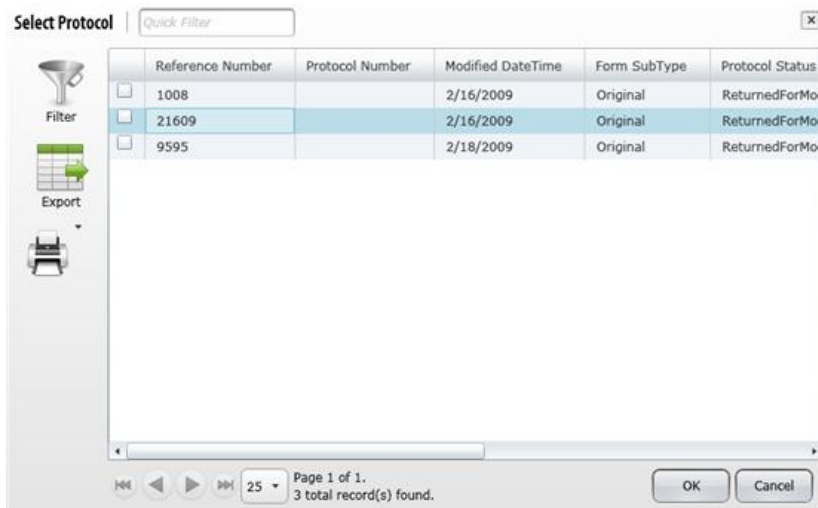 Select Protocol Quick Filter x
Reference Number Protocol Number Modified DateTime Form SubType Protocol Status
1008 2/16/2009 Original ReturnedForMo
21609 2/16/2009 Original ReturnedForMo
9595 2/18/2009 Original ReturnedForMo
Filter
Export
25 Page 1 of 1.
3 total record(s) found.
OK Cancel